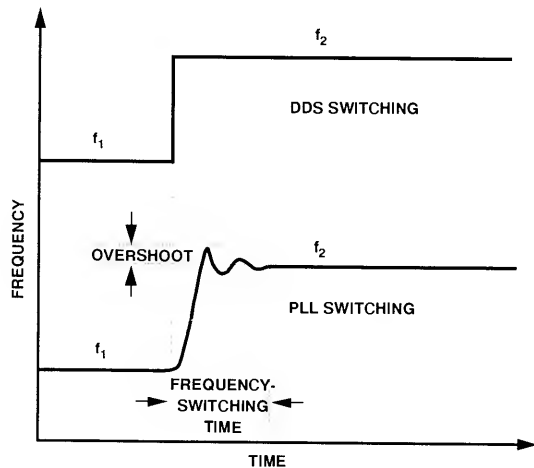 f2
DDS SWITCHING
f1
FREQUENCY
OVERSHOOT
f2
PLL SWITCHING
f1
FREQUENCY-
SWITCHING
TIME
TIME